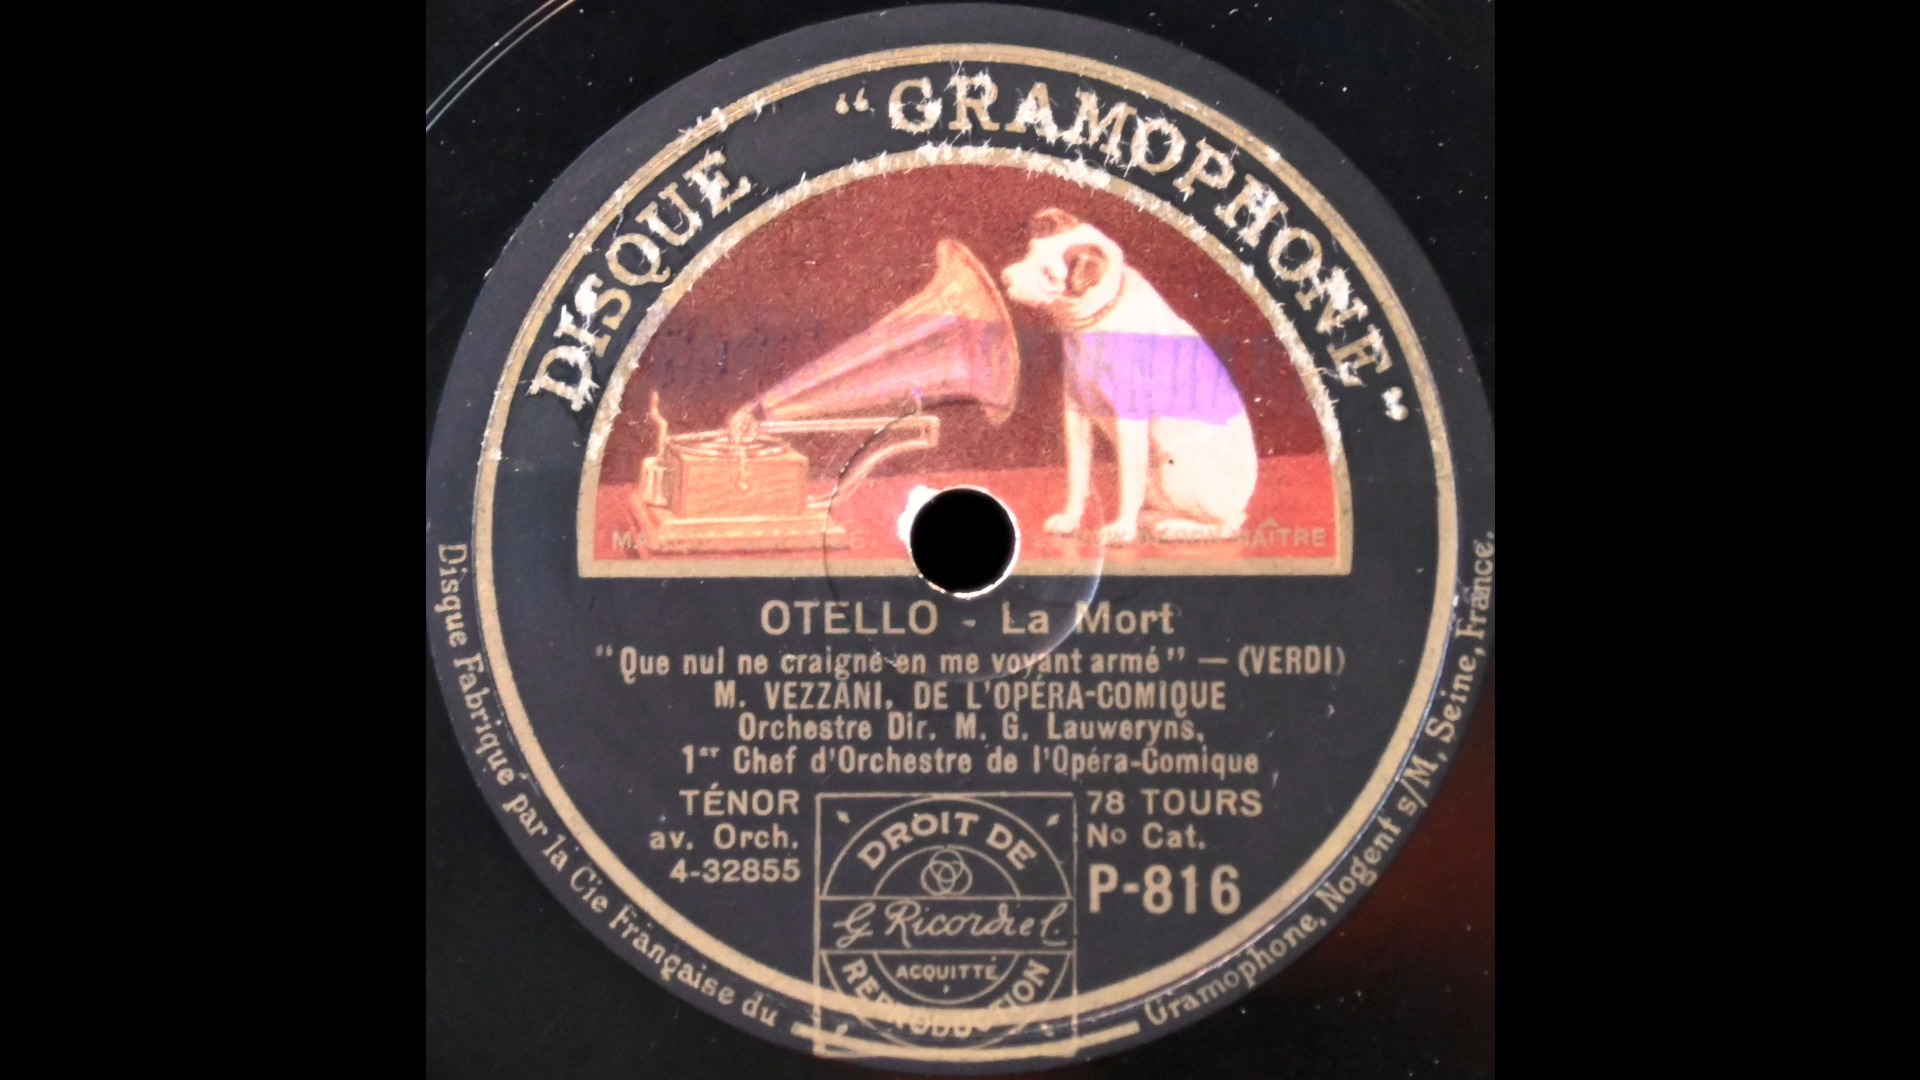 DISQUE "GRAMOPHONE"
MAÎTRE
OTELLO - La Mort
"Que nul ne craigne en me voyant armé" — (VERDI)
M. VEZZANI, DE L'OPÉRA-COMIQUE
Orchestre Dir. M. G. Lauweryns,
1er Chef d'Orchestre de l'Opéra-Comique
TÉNOR
av. Orch.
4-32855
78 TOURS
No Cat.
P-816
DROIT DE
G. Ricordi e C.
ACQUITTÉ
REPRODUCTION
Disque Fabriqué par la Cie Française du Gramophone, Nogent s/M, Seine, France.